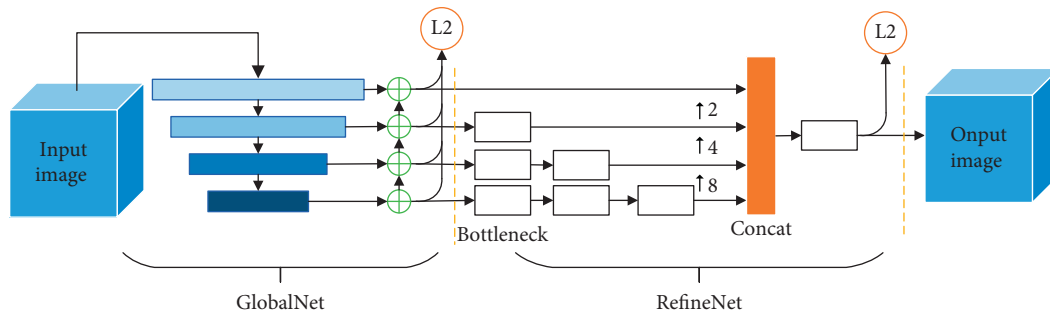 L2
L2
Input
image
↑2
↑4
↑8
Onput
image
Bottleneck
Concat
GlobalNet
RefineNet